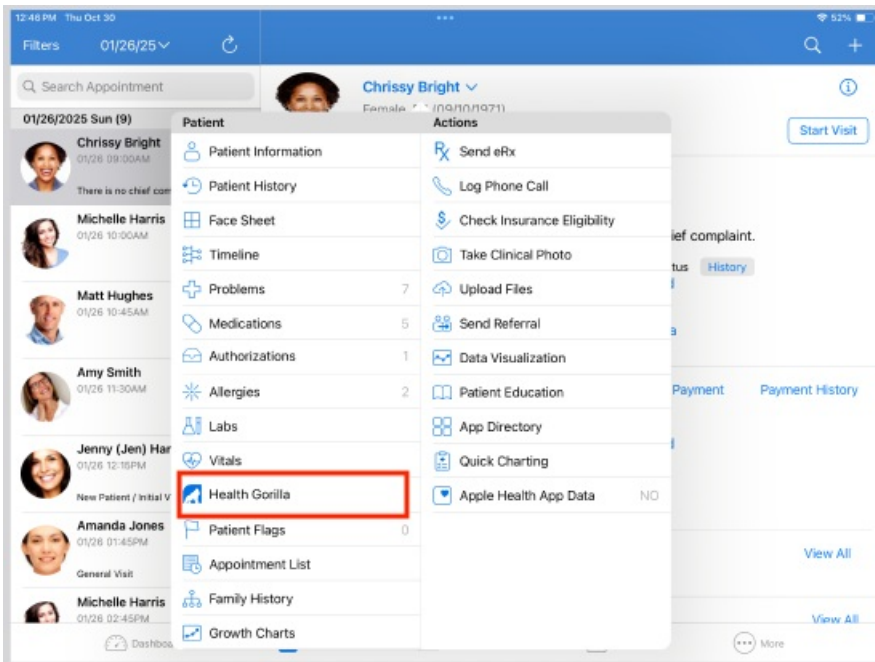 12:46 PM Thu Oct 30
52%
Filters 01/26/25
Search Appointment
01/26/2025 Sun (9)
Chrissy Bright
01/26 09:00AM
There is no chief com
Michelle Harris
01/26 10:00AM
Matt Hughes
01/26 10:45AM
Amy Smith
01/26 11:30AM
Jenny (Jen) Har
01/26 12:15PM
New Patient / Initial V
Amanda Jones
01/26 01:45PM
General Visit
Michelle Harris
01/26 02:45PM
Dashboa
Chrissy Bright
Female (09/10/1971)
Start Visit
Patient
Patient Information
Patient History
Face Sheet
Timeline
Problems 7
Medications 5
Authorizations 1
Allergies 2
Labs
Vitals
Health Gorilla
Patient Flags 0
Appointment List
Family History
Growth Charts
Actions
Send eRx
Log Phone Call
Check Insurance Eligibility
Take Clinical Photo
Upload Files
Send Referral
Data Visualization
Patient Education
App Directory
Quick Charting
Apple Health App Data NO
ief complaint.
tus History
Payment Payment History
View All
View All
More